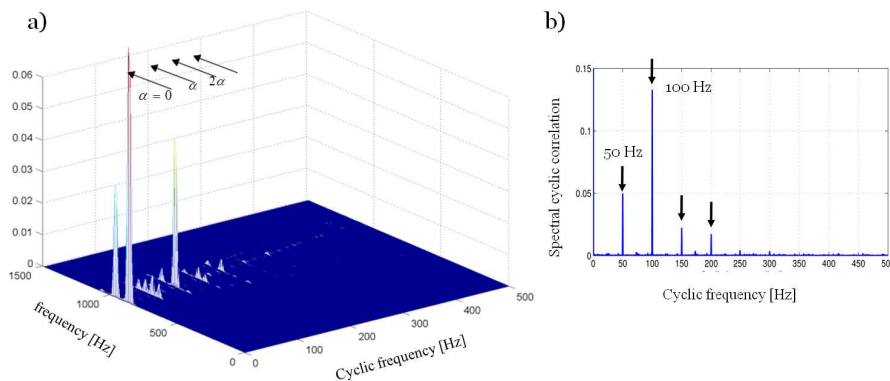 a)
α = 0
α
2α
0.06
0.05
0.04
0.03
0.02
0.01
0
1500
1000
500
0
frequency [Hz]
0
100
200
300
400
500
Cyclic frequency [Hz]
b)
0.15
0.1
0.05
0
Spectral cyclic correlation
50 Hz
100 Hz
0 50 100 150 200 250 300 350 400 450 500
Cyclic frequency [Hz]